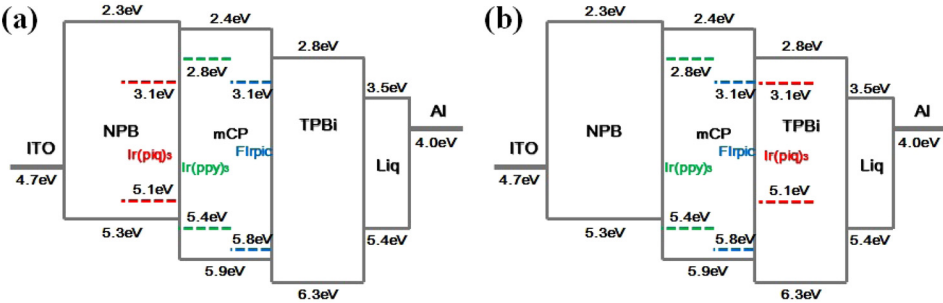 (a)
2.3eV
2.4eV
2.8eV
2.8eV
3.1eV
3.1eV
3.5eV
Al
4.0eV
NPB
mCP
TPBi
ITO
Ir(piq)₃
FIrpic
Ir(ppy)₃
Liq
4.7eV
5.1eV
5.4eV
5.3eV
5.8eV
5.4eV
5.9eV
6.3eV
(b)
2.3eV
2.4eV
2.8eV
2.8eV
3.1eV
3.1eV
3.5eV
Al
4.0eV
NPB
mCP
TPBi
ITO
FIrpic
Ir(piq)₃
Ir(ppy)₃
Liq
4.7eV
5.1eV
5.4eV
5.3eV
5.8eV
5.4eV
5.9eV
6.3eV